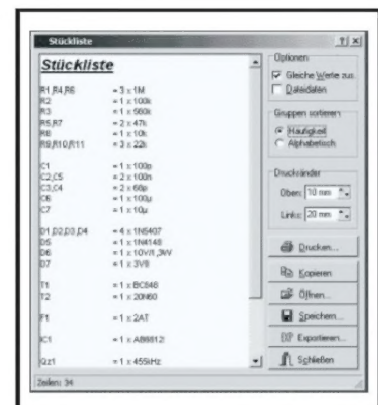 Stückliste
Stückliste
R1,R4,R6 = 3 x 1M
R2 = 1 x 100k
R3 = 1 x 560k
R5,R7 = 2 x 47k
R8 = 1 x 10k
R9,R10,R11 = 3 x 22k
C1 = 1 x 100p
C2,C5 = 2 x 100n
C3,C4 = 2 x 68p
C6 = 1 x 100µ
C7 = 1 x 10µ
D1,D2,D3,D4 = 4 x 1N5407
D5 = 1 x 1N4148
D6 = 1 x 10V/1,3W
D7 = 1 x 3V9
T1 = 1 x BC848
T2 = 1 x 20N60
F1 = 1 x 2AT
IC1 = 1 x
Qz1 = 1 x 455kHz
Zeilen: 34
Optionen:
Gleiche Werte zus.
Dateidaten
Gruppen sortieren
Häufigkeit
Alphabetisch
Druckränder
Oben: 10 mm
Links: 20 mm
Drucken...
Kopieren
Öffnen...
Speichern...
Exportieren...
Schließen